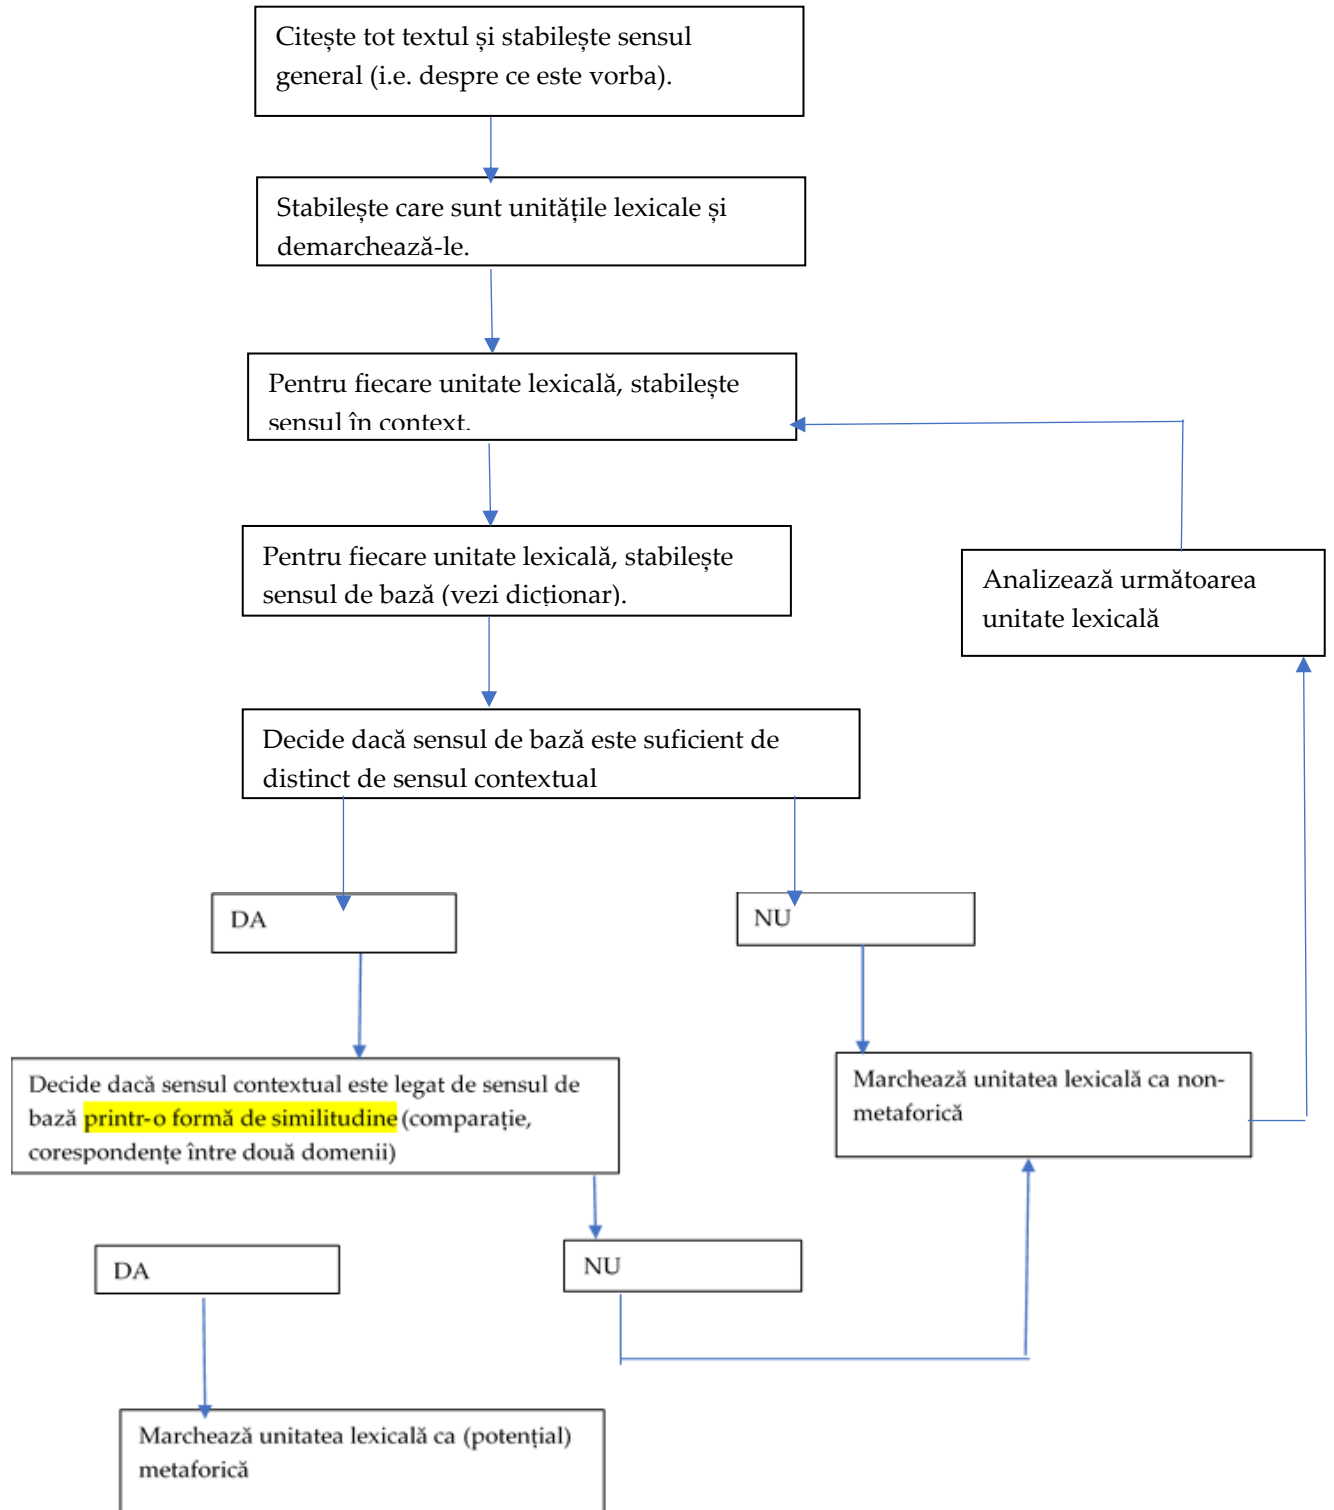 Citește tot textul și stabilește sensul
general (i.e. despre ce este vorba).
Stabilește care sunt unitățile lexicale și
demarchează-le.
Pentru fiecare unitate lexicală, stabilește
sensul în context.
Pentru fiecare unitate lexicală, stabilește
sensul de bază (vezi dicționar).
Analizează următoarea
unitate lexicală
Decide dacă sensul de bază este suficient de
distinct de sensul contextual
DA
NU
Decide dacă sensul contextual este legat de sensul de
bază printr-o formă de similitudine (comparație,
corespondențe între două domenii)
Marchează unitatea lexicală ca non-
metaforică
DA
NU
Marchează unitatea lexicală ca (potențial)
metaforică